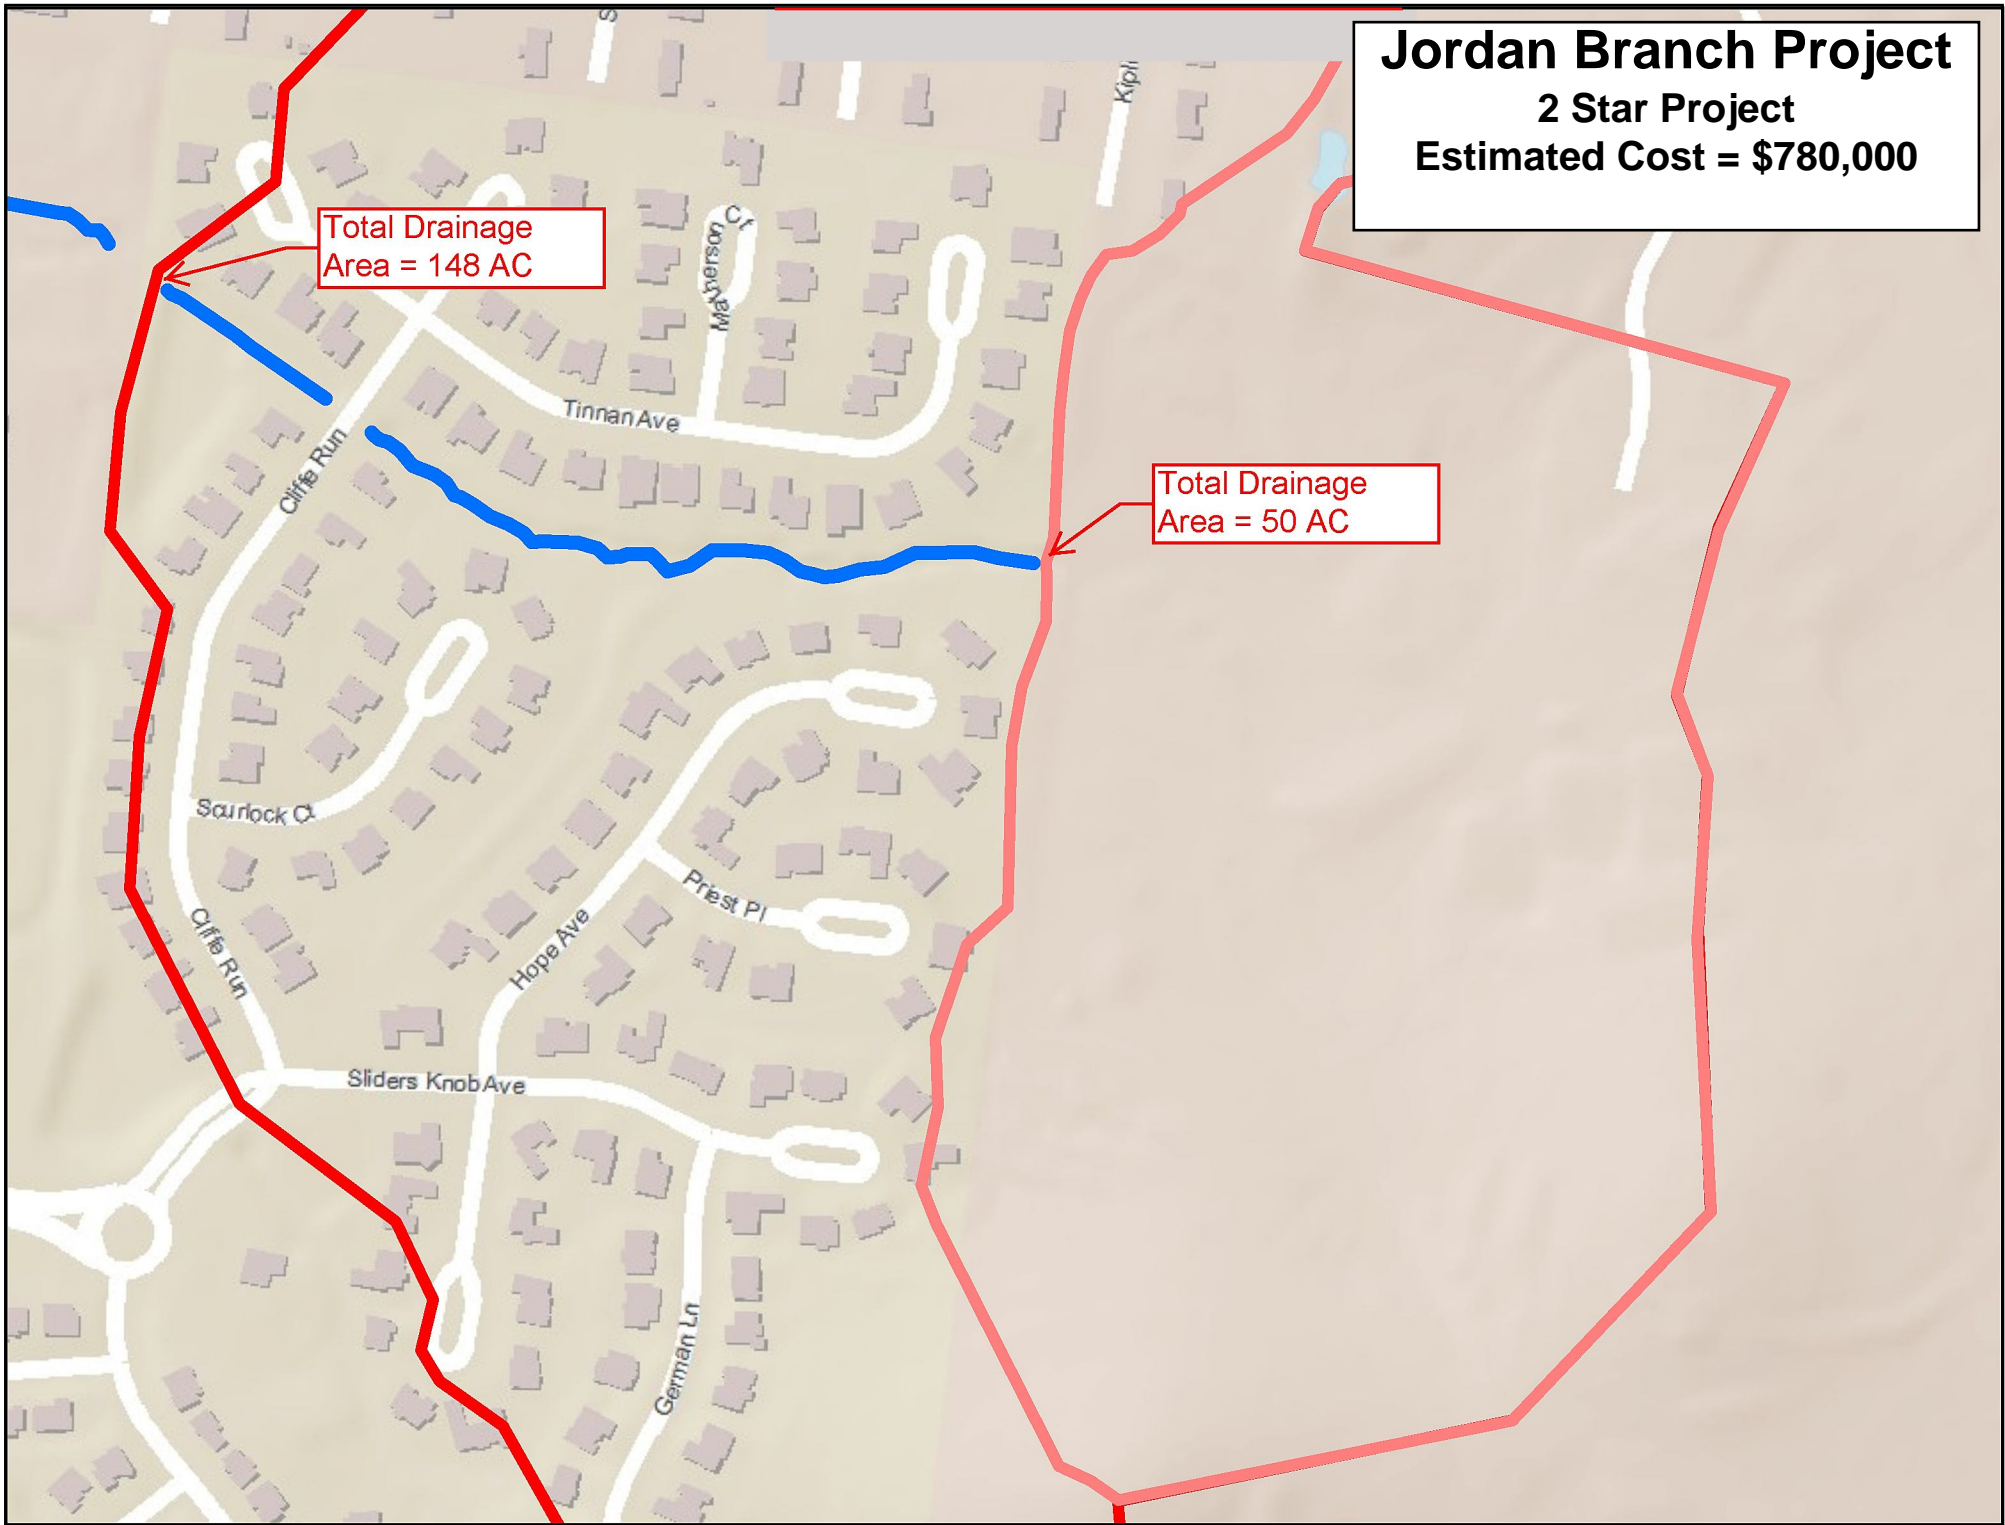 Jordan Branch Project
2 Star Project
Estimated Cost = $780,000
S
Kipli
Total Drainage
Area = 148 AC
Ct
Tinnan Ave
Cliffe Run
Total Drainage
Area = 50 AC
Scurlock Ct
Priest Pl
Cliffe Run
Hope Ave
Sliders Knob Ave
German Ln